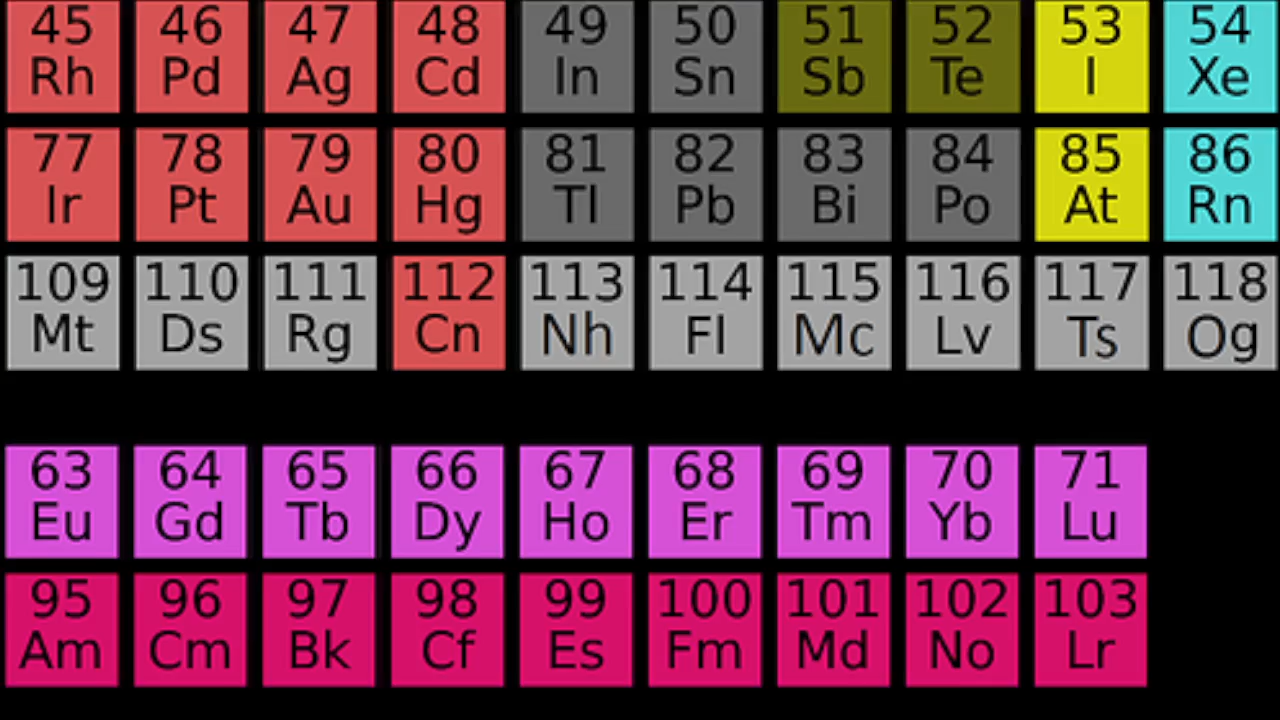 45 46 47 48 49 50 51 52 53 54
Rh Pd Ag Cd In Sn Sb Te I Xe
77 78 79 80 81 82 83 84 85 86
Ir Pt Au Hg Tl Pb Bi Po At Rn
109 110 111 112 113 114 115 116 117 118
Mt Ds Rg Cn Nh Fl Mc Lv Ts Og
63 64 65 66 67 68 69 70 71
Eu Gd Tb Dy Ho Er Tm Yb Lu
95 96 97 98 99 100 101 102 103
Am Cm Bk Cf Es Fm Md No Lr